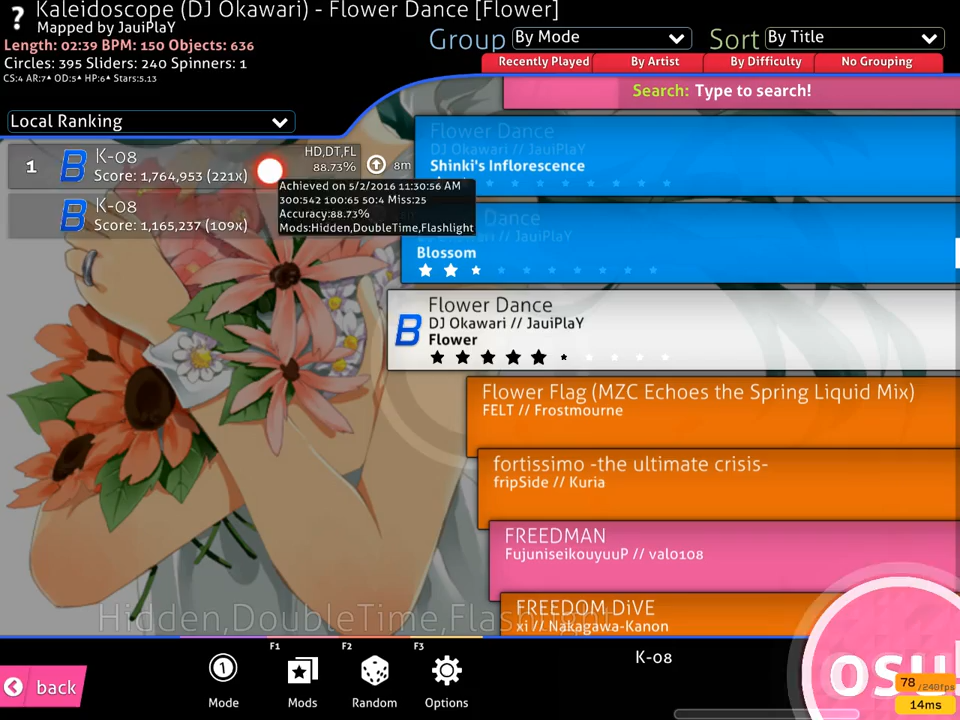 ?
Kaleidoscope (DJ Okawari) - Flower Dance [Flower]
Mapped by JauiPlaY
Length: 02:39 BPM: 150 Objects: 636
Circles: 395 Sliders: 240 Spinners: 1
CS:4 AR:7 OD:5 HP:6 Stars:5.13
Group By Mode
Sort By Title
Recently Played By Artist By Difficulty No Grouping
Search: Type to search!
Local Ranking
1 B K-08 HD,DT,FL
Score: 1,764,953 (221x) 88.73% 8m
Achieved on 5/2/2016 11:30:56 AM
300:542 100:65 50:4 Miss:25
Accuracy:88.73%
Mods:Hidden,DoubleTime,Flashlight
B K-08
Score: 1,165,237 (109x)
Flower Dance
DJ Okawari // JauiPlaY
Shinki's Inflorescence
Dance
JauiPlaY
Blossom
B Flower Dance
DJ Okawari // JauiPlaY
Flower
Flower Flag (MZC Echoes the Spring Liquid Mix)
FELT // Frostmourne
fortissimo -the ultimate crisis-
fripSide // Kuria
FREEDMAN
FujuniseikouyuuP // val0108
FREEDOM DiVE
xi // Nakagawa-Kanon
Hidden,DoubleTime,Flashlight
back
Mode
F1 Mods
F2 Random
F3 Options
K-08
osu!
78 /240fps
14ms